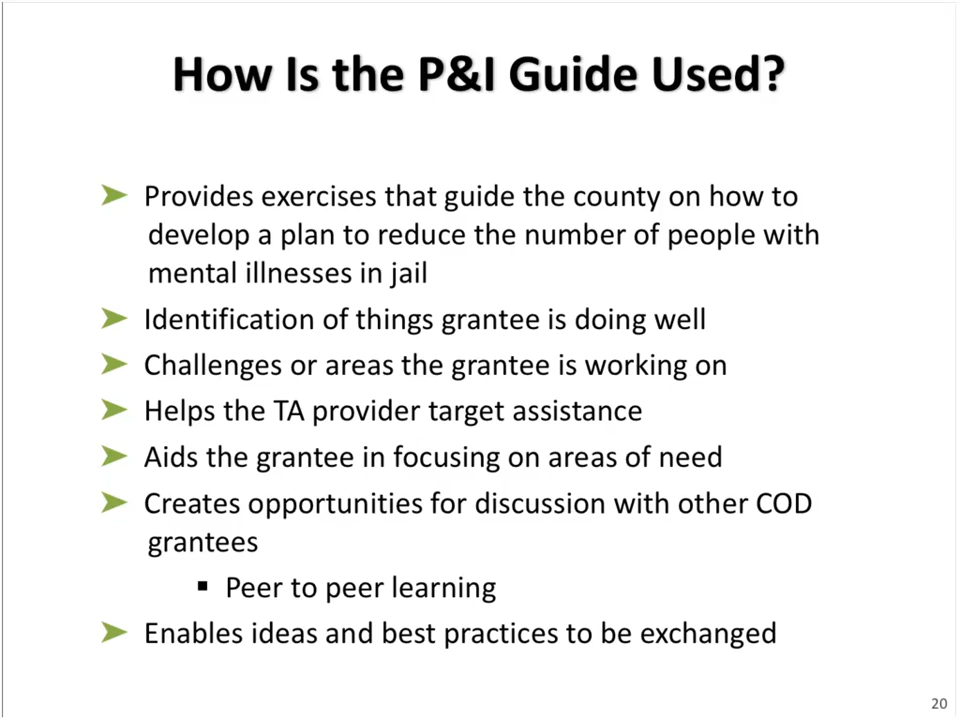 How Is the P&I Guide Used?
Provides exercises that guide the county on how to
develop a plan to reduce the number of people with
mental illnesses in jail
Identification of things grantee is doing well
Challenges or areas the grantee is working on
Helps the TA provider target assistance
Aids the grantee in focusing on areas of need
Creates opportunities for discussion with other COD
grantees
Peer to peer learning
Enables ideas and best practices to be exchanged
20